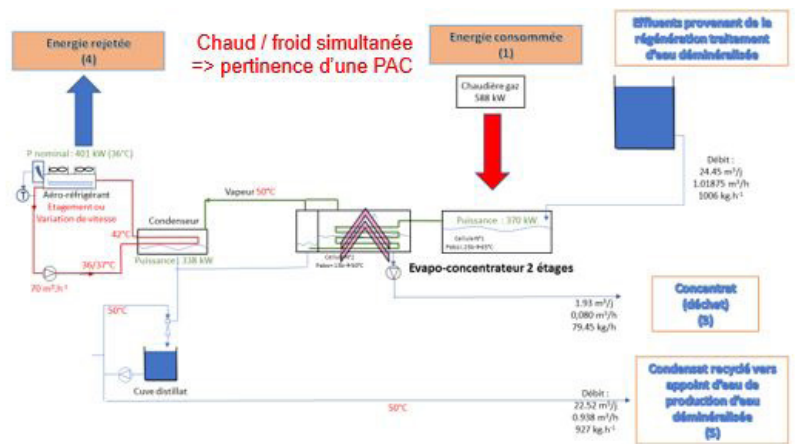 Energie rejetée
(4)
Chaud / froid simultanée
=> pertinence d'une PAC
Energie consommée
(1)
Effluents provenant de la
régénération traitement
d'eau déminéralisée
Chaudière gaz
588 kW
P nominal : 401 kW (36°C)
Aéro-réfrigérant
Etagement ou
Variation de vitesse
Condenseur
Vapeur 50°C
42°C
Puissance : 338 kW
36/37°C
70 m³.h⁻¹
Puissance : 370 kW
Evapo-concentrateur 2 étages
Débit :
24.45 m³/j
1.01875 m³/h
1006 kg.h⁻¹
1.93 m³/j
0,080 m³/h
79.45 kg/h
Concentrat
(déchet)
(3)
50°C
Cuve distillat
50°C
Débit :
22.52 m³/j
0.938 m³/h
927 kg.h⁻¹
Condensat recyclé vers
appoint d'eau de
production d'eau
déminéralisée
(5)